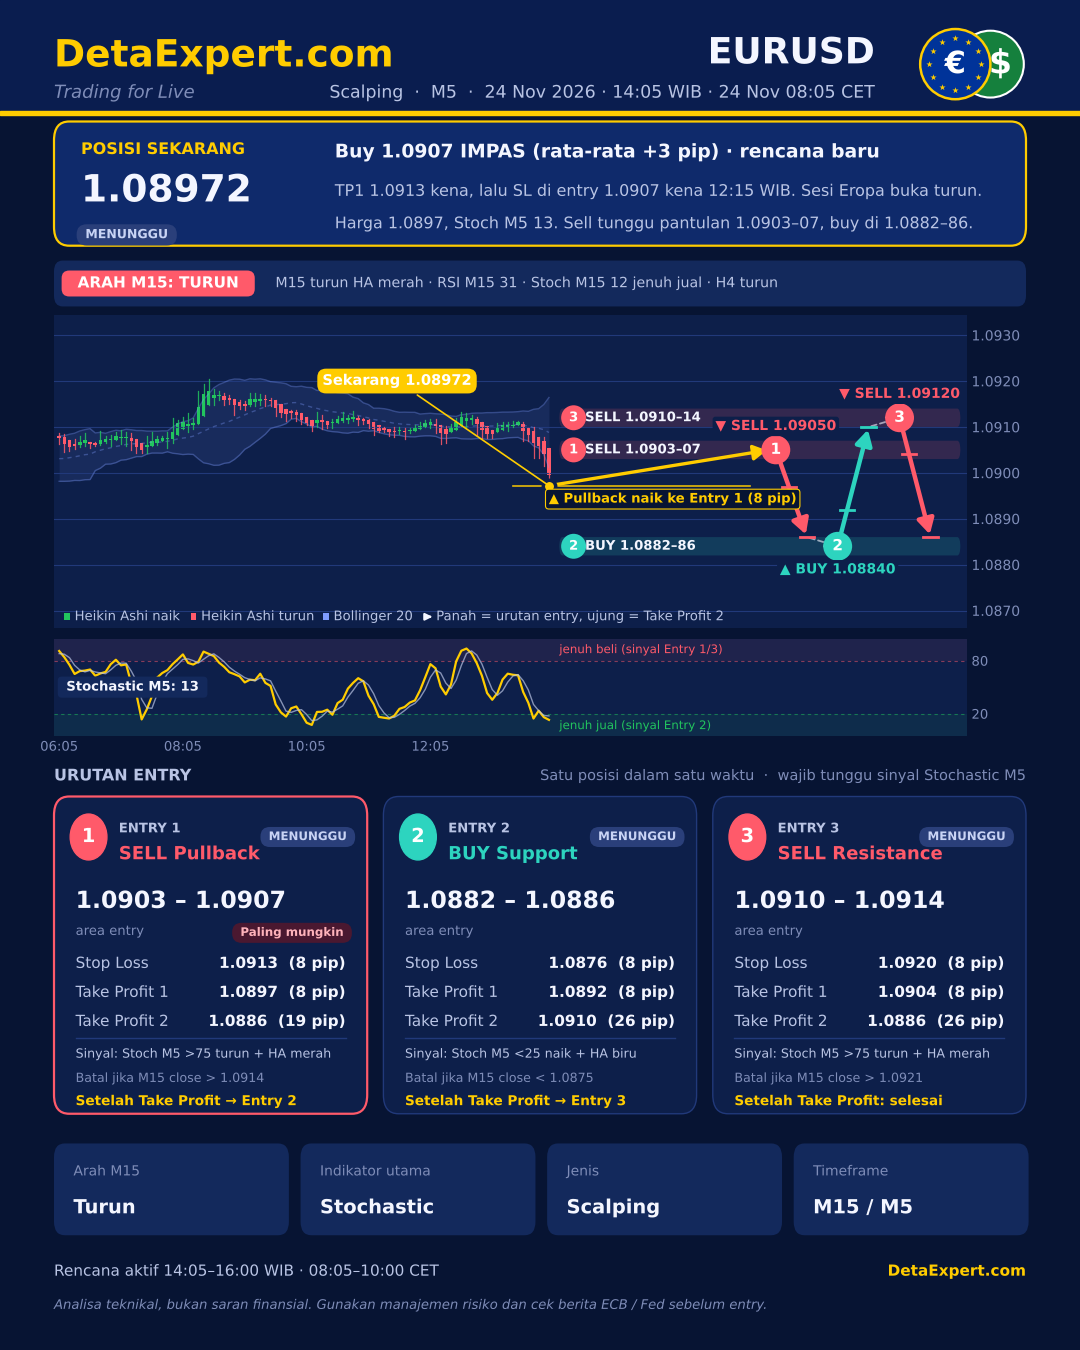 DetaExpert.com
EURUSD
€ $
Trading for Live
Scalping · M5 · 24 Nov 2026 · 14:05 WIB · 24 Nov 08:05 CET
POSISI SEKARANG
1.08972
MENUNGGU
Buy 1.0907 IMPAS (rata-rata +3 pip) · rencana baru
TP1 1.0913 kena, lalu SL di entry 1.0907 kena 12:15 WIB. Sesi Eropa buka turun.
Harga 1.0897, Stoch M5 13. Sell tunggu pantulan 1.0903–07, buy di 1.0882–86.
ARAH M15: TURUN
M15 turun HA merah · RSI M15 31 · Stoch M15 12 jenuh jual · H4 turun
1.0930
1.0920
1.0910
1.0900
1.0890
1.0880
1.0870
Sekarang 1.08972
▼ SELL 1.09120
3 SELL 1.0910–14
▼ SELL 1.09050
3
1 SELL 1.0903–07
1
▲ Pullback naik ke Entry 1 (8 pip)
2 BUY 1.0882–86
2
▲ BUY 1.08840
Heikin Ashi naik
Heikin Ashi turun
Bollinger 20
Panah = urutan entry, ujung = Take Profit 2
jenuh beli (sinyal Entry 1/3)
80
Stochastic M5: 13
20
jenuh jual (sinyal Entry 2)
06:05
08:05
10:05
12:05
URUTAN ENTRY
Satu posisi dalam satu waktu · wajib tunggu sinyal Stochastic M5
1
ENTRY 1
MENUNGGU
SELL Pullback
1.0903 – 1.0907
area entry
Paling mungkin
Stop Loss 1.0913 (8 pip)
Take Profit 1 1.0897 (8 pip)
Take Profit 2 1.0886 (19 pip)
Sinyal: Stoch M5 >75 turun + HA merah
Batal jika M15 close > 1.0914
Setelah Take Profit → Entry 2
2
ENTRY 2
MENUNGGU
BUY Support
1.0882 – 1.0886
area entry
Stop Loss 1.0876 (8 pip)
Take Profit 1 1.0892 (8 pip)
Take Profit 2 1.0910 (26 pip)
Sinyal: Stoch M5 <25 naik + HA biru
Batal jika M15 close < 1.0875
Setelah Take Profit → Entry 3
3
ENTRY 3
MENUNGGU
SELL Resistance
1.0910 – 1.0914
area entry
Stop Loss 1.0920 (8 pip)
Take Profit 1 1.0904 (8 pip)
Take Profit 2 1.0886 (26 pip)
Sinyal: Stoch M5 >75 turun + HA merah
Batal jika M15 close > 1.0921
Setelah Take Profit: selesai
Arah M15
Turun
Indikator utama
Stochastic
Jenis
Scalping
Timeframe
M15 / M5
Rencana aktif 14:05–16:00 WIB · 08:05–10:00 CET
DetaExpert.com
Analisa teknikal, bukan saran finansial. Gunakan manajemen risiko dan cek berita ECB / Fed sebelum entry.